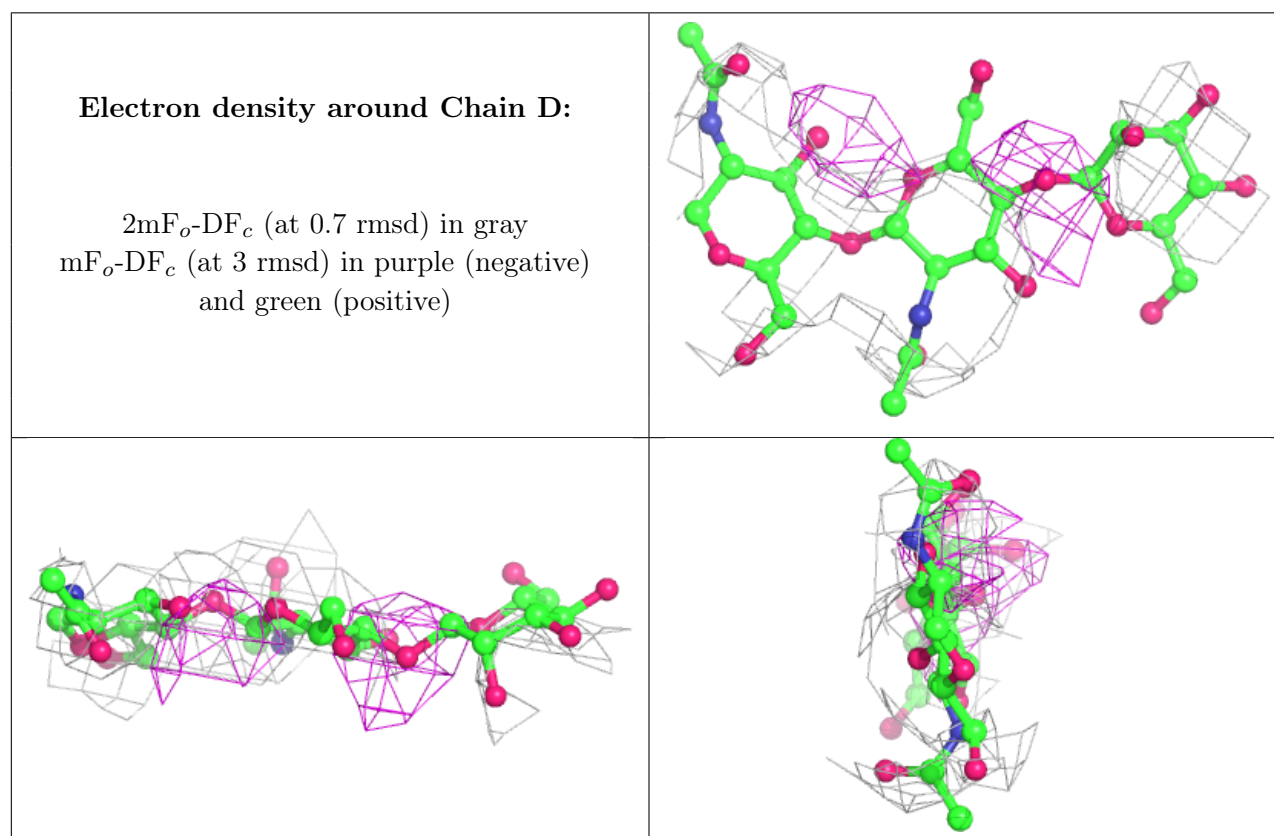 Electron density around Chain D:
2mFo-DFc (at 0.7 rmsd) in gray
mFo-DFc (at 3 rmsd) in purple (negative)
and green (positive)